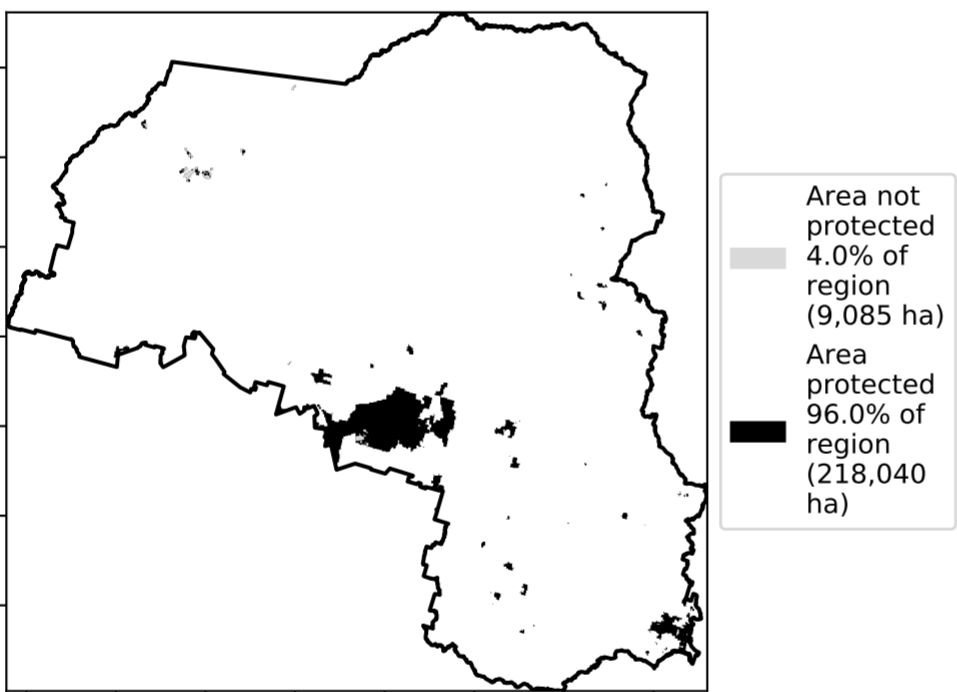 Area not
protected
4.0% of
region
(9,085 ha)
Area
protected
96.0% of
region
(218,040
ha)